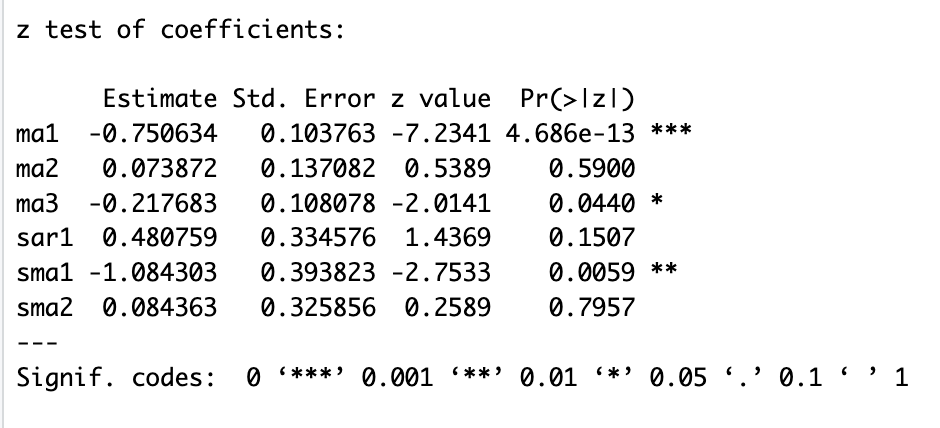 z test of coefficients:
Estimate Std. Error z value Pr(>|z|)
ma1 -0.750634 0.103763 -7.2341 4.686e-13 ***
ma2 0.073872 0.137082 0.5389 0.5900
ma3 -0.217683 0.108078 -2.0141 0.0440 *
sar1 0.480759 0.334576 1.4369 0.1507
sma1 -1.084303 0.393823 -2.7533 0.0059 **
sma2 0.084363 0.325856 0.2589 0.7957
---
Signif. codes: 0 ‘***’ 0.001 ‘**’ 0.01 ‘*’ 0.05 ‘.’ 0.1 ‘ ’ 1